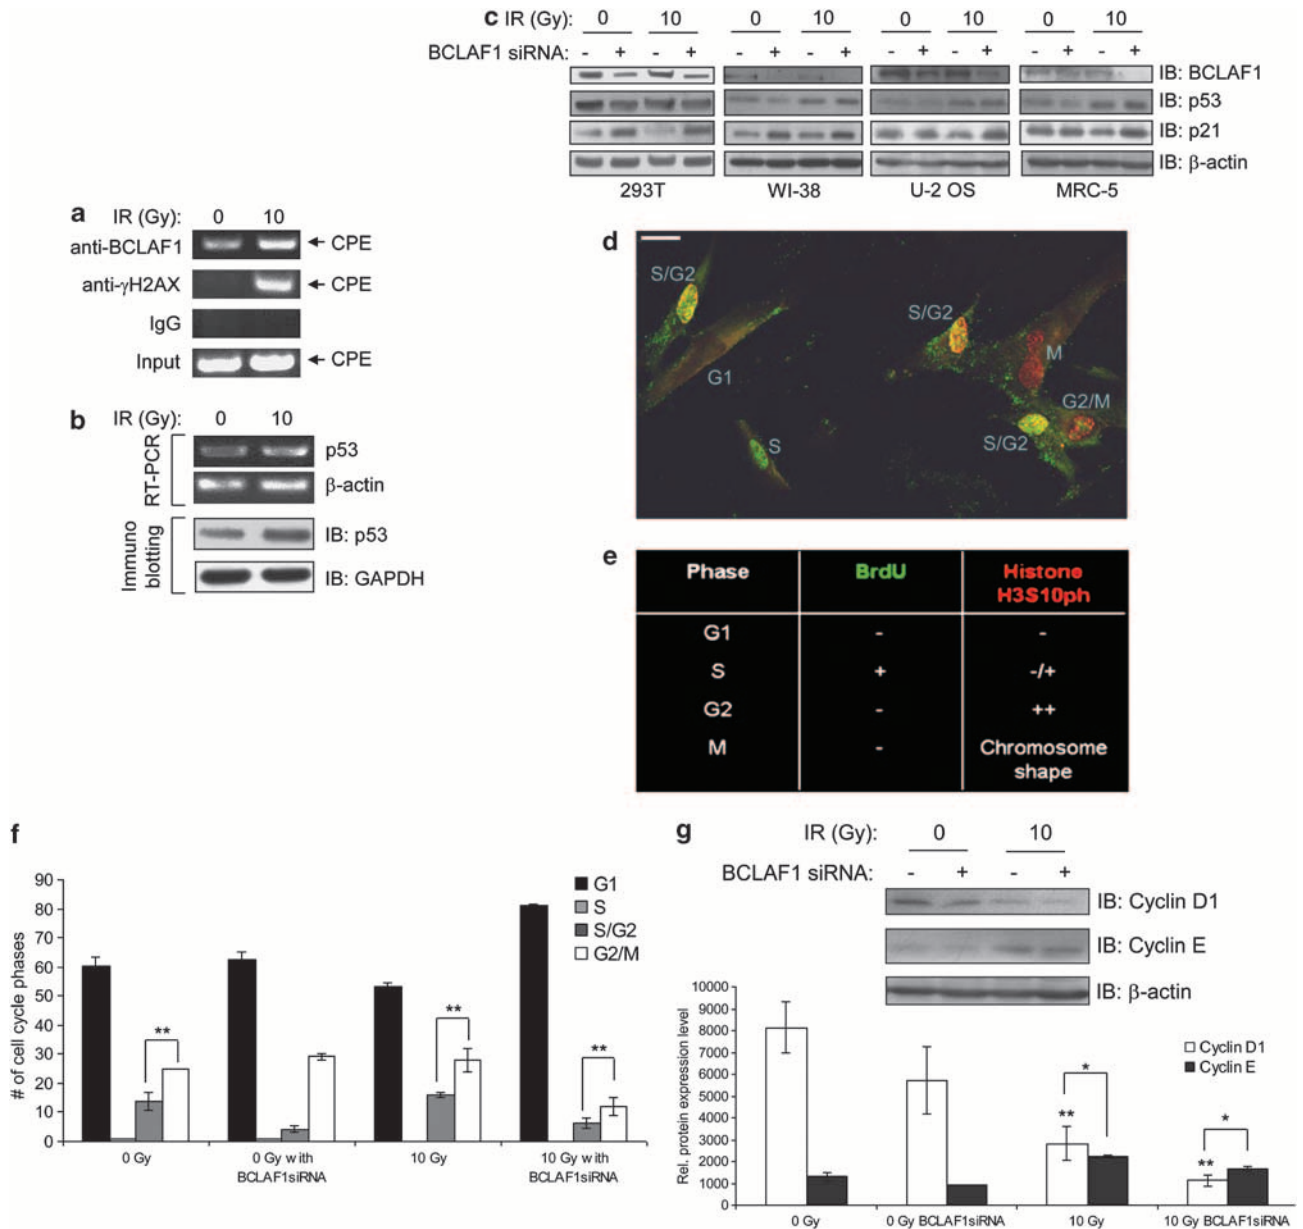 c IR (Gy): 0 10 0 10 0 10 0 10
BCLAF1 siRNA: - + - + - + - + - + - + - + - +
IB: BCLAF1
IB: p53
IB: p21
IB: β-actin
293T WI-38 U-2 OS MRC-5
a IR (Gy): 0 10
anti-BCLAF1 ← CPE
anti-γH2AX ← CPE
IgG
Input ← CPE
b IR (Gy): 0 10
RT-PCR
p53
β-actin
Immuno
blotting
IB: p53
IB: GAPDH
d
S/G2
G1
S
S/G2
M
G2/M
S/G2
e
Phase BrdU Histone
H3S10ph
G1 - -
S + -/+
G2 - ++
M - Chromosome
shape
f
# of cell cycle phases
90
80
70
60
50
40
30
20
10
0
G1
S
S/G2
G2/M
** ** **
0 Gy 0 Gy with
BCLAF1siRNA 10 Gy 10 Gy with
BCLAF1siRNA
g IR (Gy): 0 10
BCLAF1 siRNA: - + - +
IB: Cyclin D1
IB: Cyclin E
IB: β-actin
Rel. protein expression level
10000
9000
8000
7000
6000
5000
4000
3000
2000
1000
0
Cyclin D1
Cyclin E
* *
** **
0 Gy 0 Gy BCLAF1siRNA 10 Gy 10 Gy BCLAF1siRNA